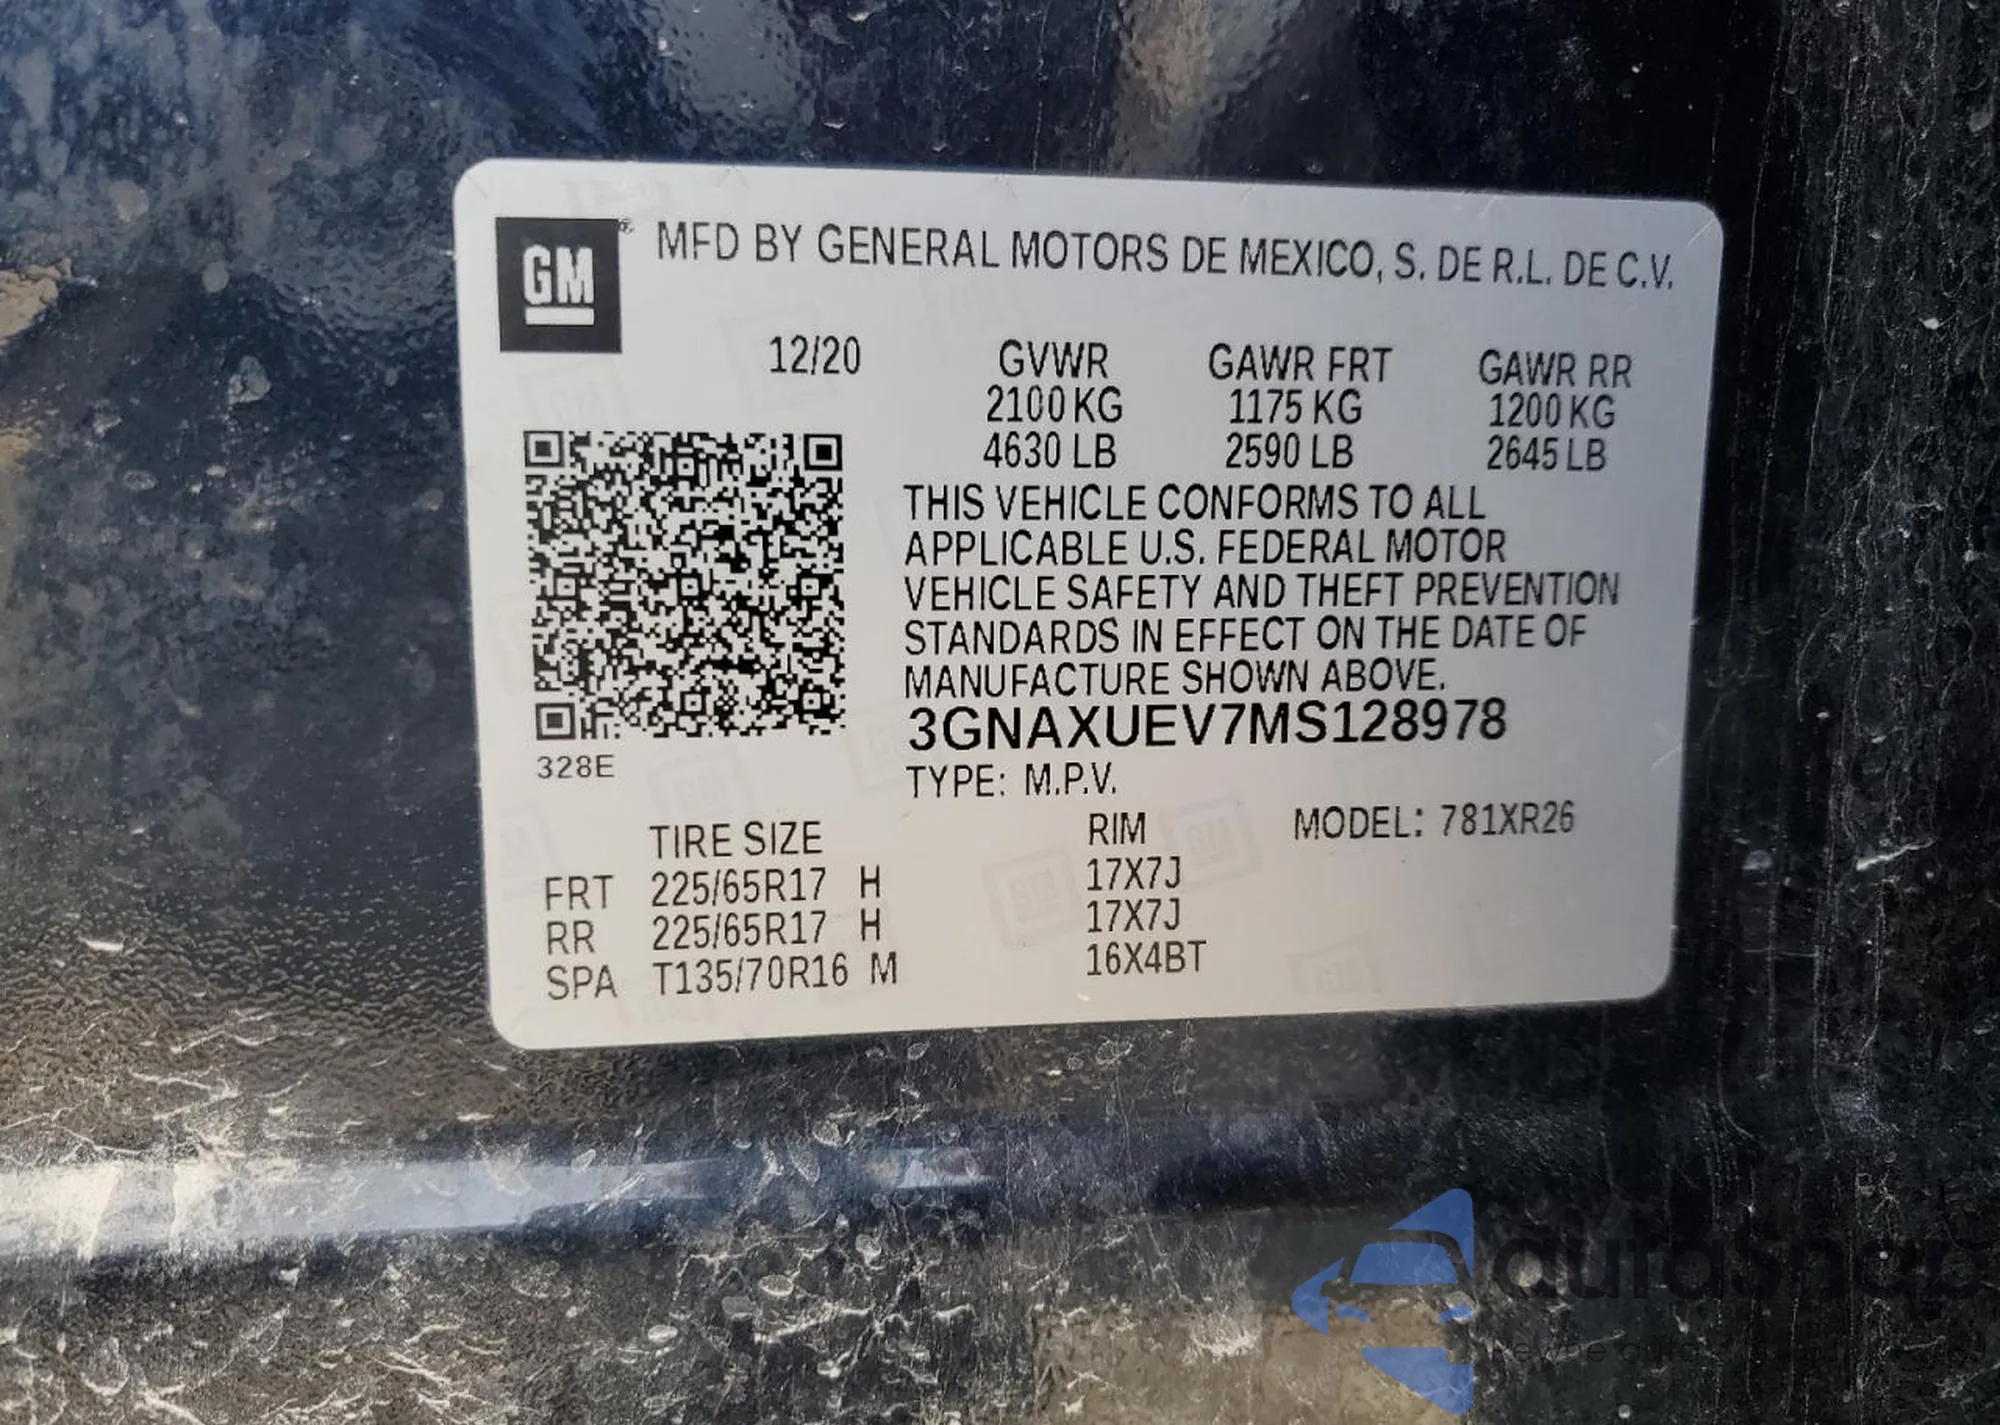 GM® MFD BY GENERAL MOTORS DE MEXICO, S. DE R.L. DE C.V.
12/20 GVWR GAWR FRT GAWR RR
2100 KG 1175 KG 1200 KG
4630 LB 2590 LB 2645 LB
THIS VEHICLE CONFORMS TO ALL
APPLICABLE U.S. FEDERAL MOTOR
VEHICLE SAFETY AND THEFT PREVENTION
STANDARDS IN EFFECT ON THE DATE OF
MANUFACTURE SHOWN ABOVE.
3GNAXUEV7MS128978
328E
TYPE: M.P.V.
TIRE SIZE RIM MODEL: 781XR26
FRT 225/65R17 H 17X7J
RR 225/65R17 H 17X7J
SPA T135/70R16 M 16X4BT